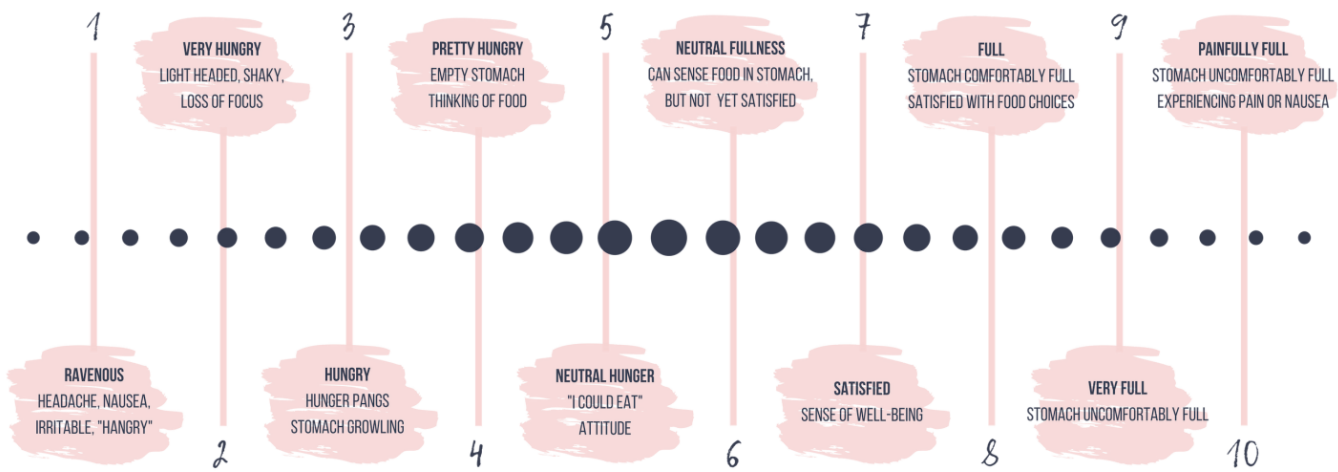 1
RAVENOUS
HEADACHE, NAUSEA,
IRRITABLE, "HANGRY"
VERY HUNGRY
LIGHT HEADED, SHAKY,
LOSS OF FOCUS
2
3
HUNGRY
HUNGER PANGS
STOMACH GROWLING
PRETTY HUNGRY
EMPTY STOMACH
THINKING OF FOOD
4
5
NEUTRAL HUNGER
"I COULD EAT"
ATTITUDE
NEUTRAL FULLNESS
CAN SENSE FOOD IN STOMACH,
BUT NOT YET SATISFIED
6
7
SATISFIED
SENSE OF WELL-BEING
FULL
STOMACH COMFORTABLY FULL
SATISFIED WITH FOOD CHOICES
8
9
VERY FULL
STOMACH UNCOMFORTABLY FULL
PAINFULLY FULL
STOMACH UNCOMFORTABLY FULL
EXPERIENCING PAIN OR NAUSEA
10